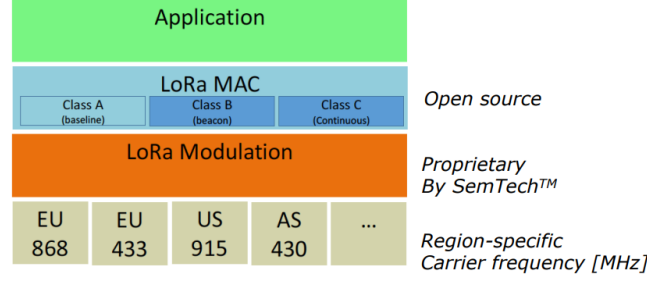 Application
LoRa MAC
Class A
(baseline)
Class B
(beacon)
Class C
(Continuous)
Open source
LoRa Modulation
Proprietary
By SemTech™
EU
868
EU
433
US
915
AS
430
...
Region-specific
Carrier frequency [MHz]